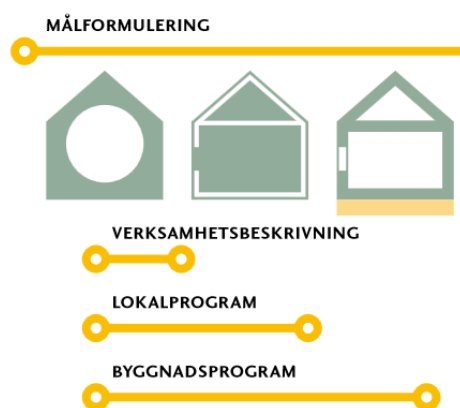 MÅLFORMULERING
VERKSAMHETSBESKRIVNING
LOKALPROGRAM
BYGGNADSPROGRAM